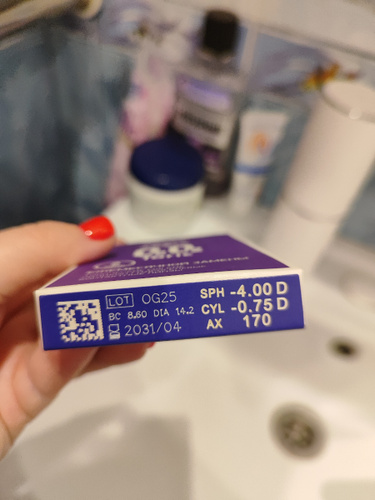 LOT OG25
BC 8.60 DIA 14.2
2031/04
SPH -4.00 D
CYL -0.75 D
AX 170